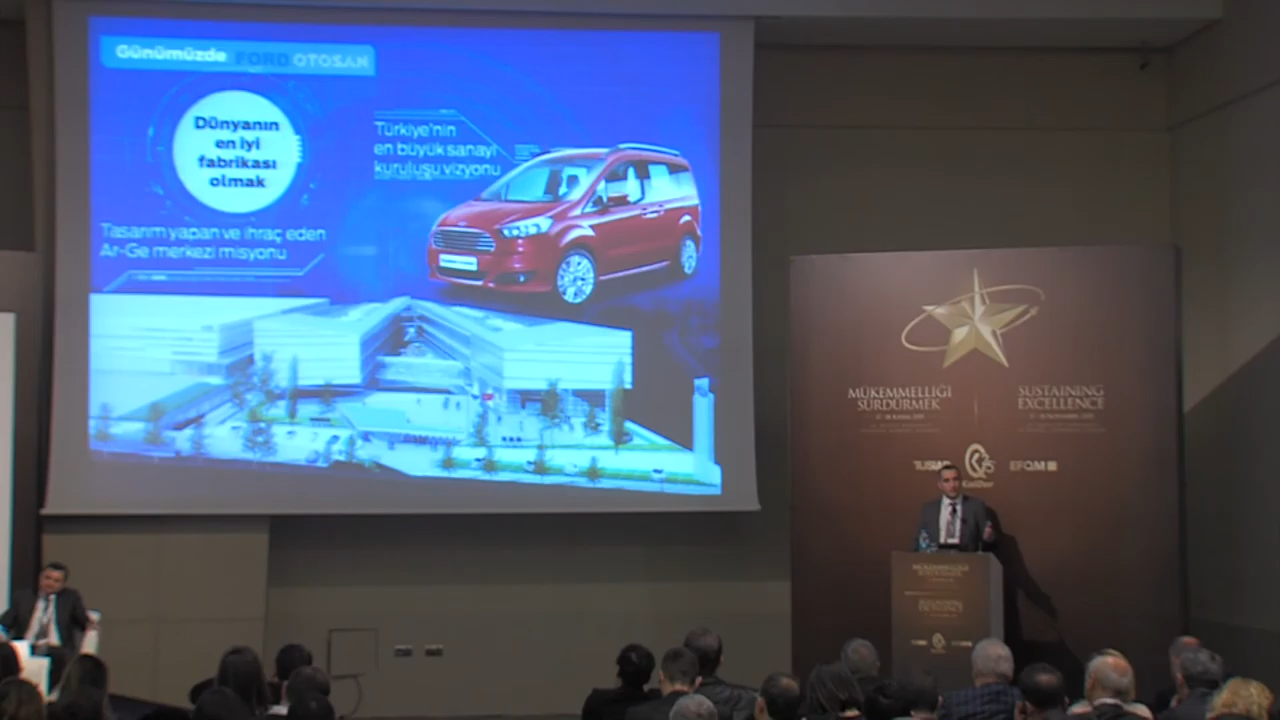 Günümüzde FORD OTOSAN
Dünyanın
en iyi
fabrikası
olmak
Türkiye'nin
en büyük sanayi
kuruluşu vizyonu
Tasarım yapan ve ihraç eden
Ar-Ge merkezi misyonu
MÜKEMMELLİĞİ
SÜRDÜRMEK
SUSTAINING
EXCELLENCE
TÜSİAD
KalDer
EFQM